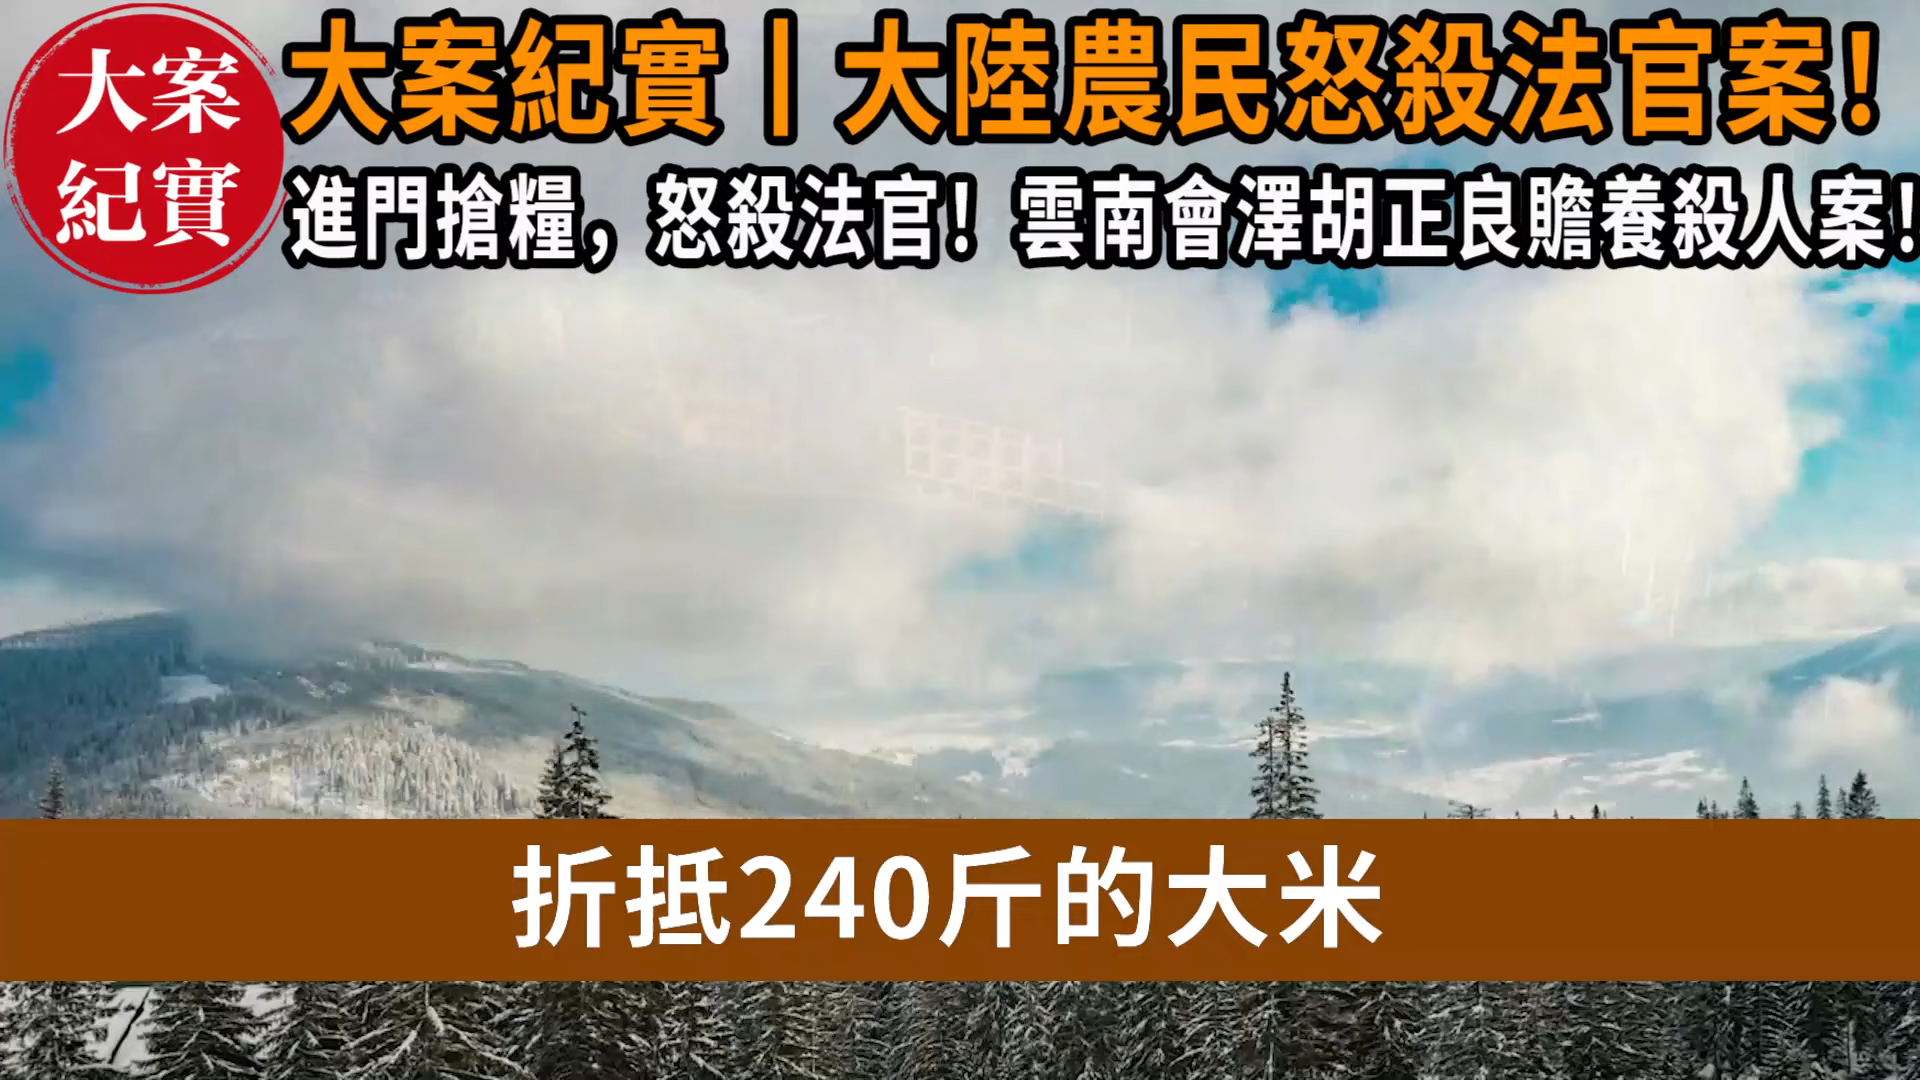 大案
紀實
大案紀實｜大陸農民怒殺法官案！
進門搶糧，怒殺法官！雲南會澤胡正良贍養殺人案！
折抵240斤的大米